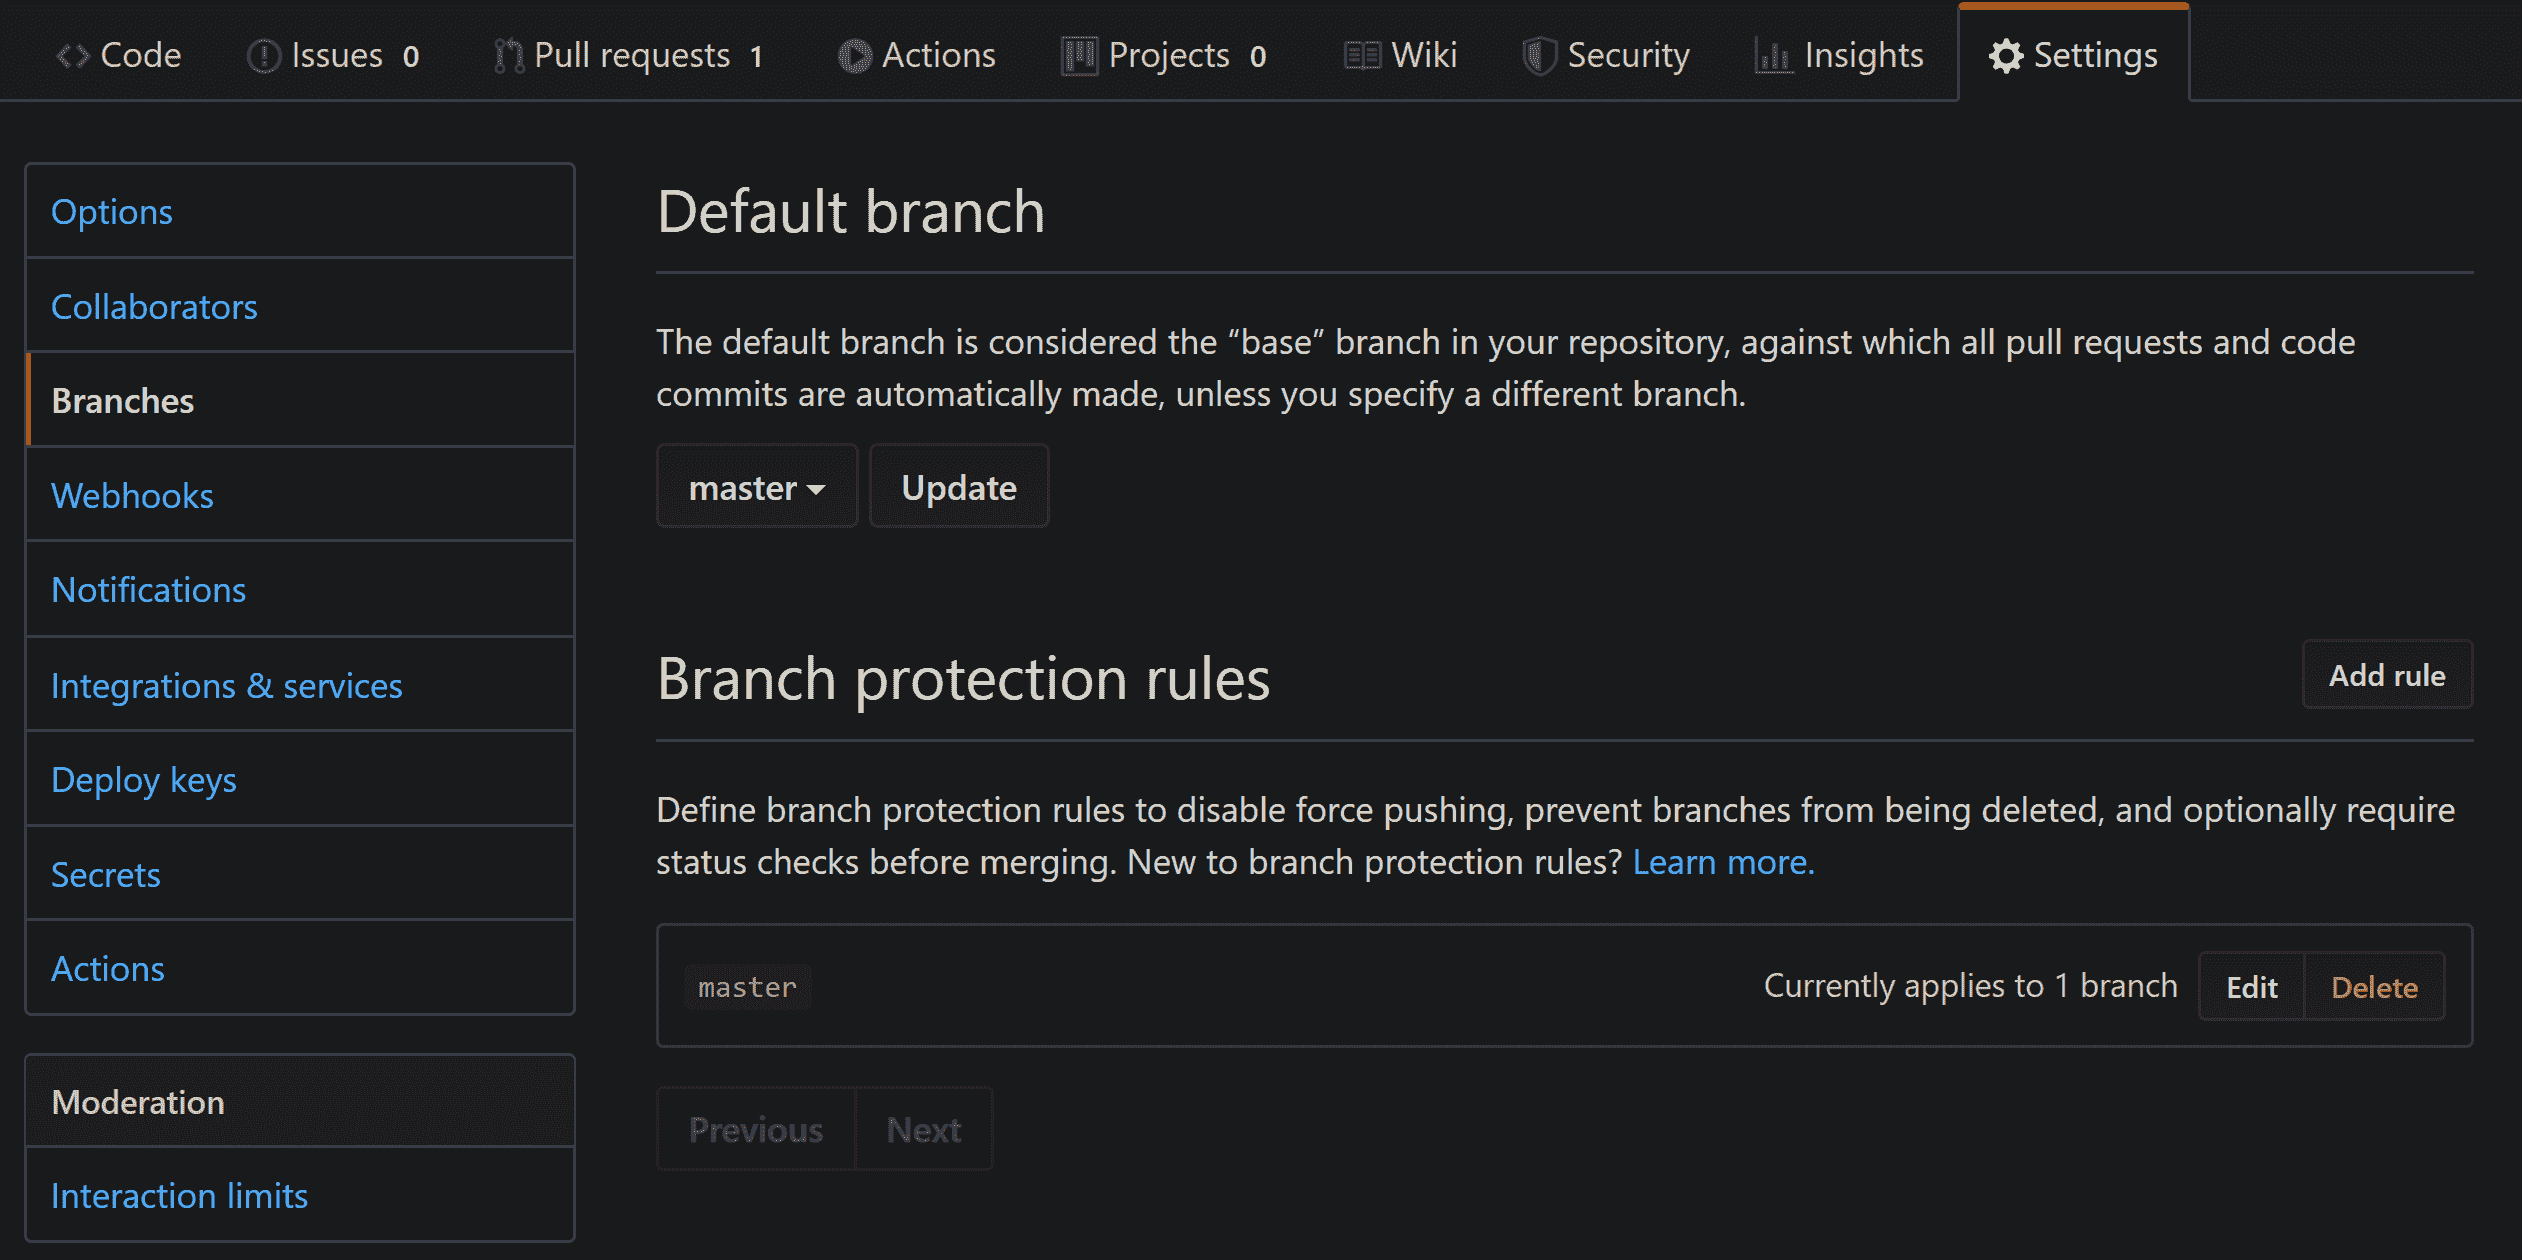 Code Issues 0 Pull requests 1 Actions Projects 0 Wiki Security Insights Settings
Options
Collaborators
Branches
Webhooks
Notifications
Integrations & services
Deploy keys
Secrets
Actions
Moderation
Interaction limits
Default branch
The default branch is considered the “base” branch in your repository, against which all pull requests and code
commits are automatically made, unless you specify a different branch.
master Update
Branch protection rules Add rule
Define branch protection rules to disable force pushing, prevent branches from being deleted, and optionally require
status checks before merging. New to branch protection rules? Learn more.
master Currently applies to 1 branch Edit Delete
Previous Next